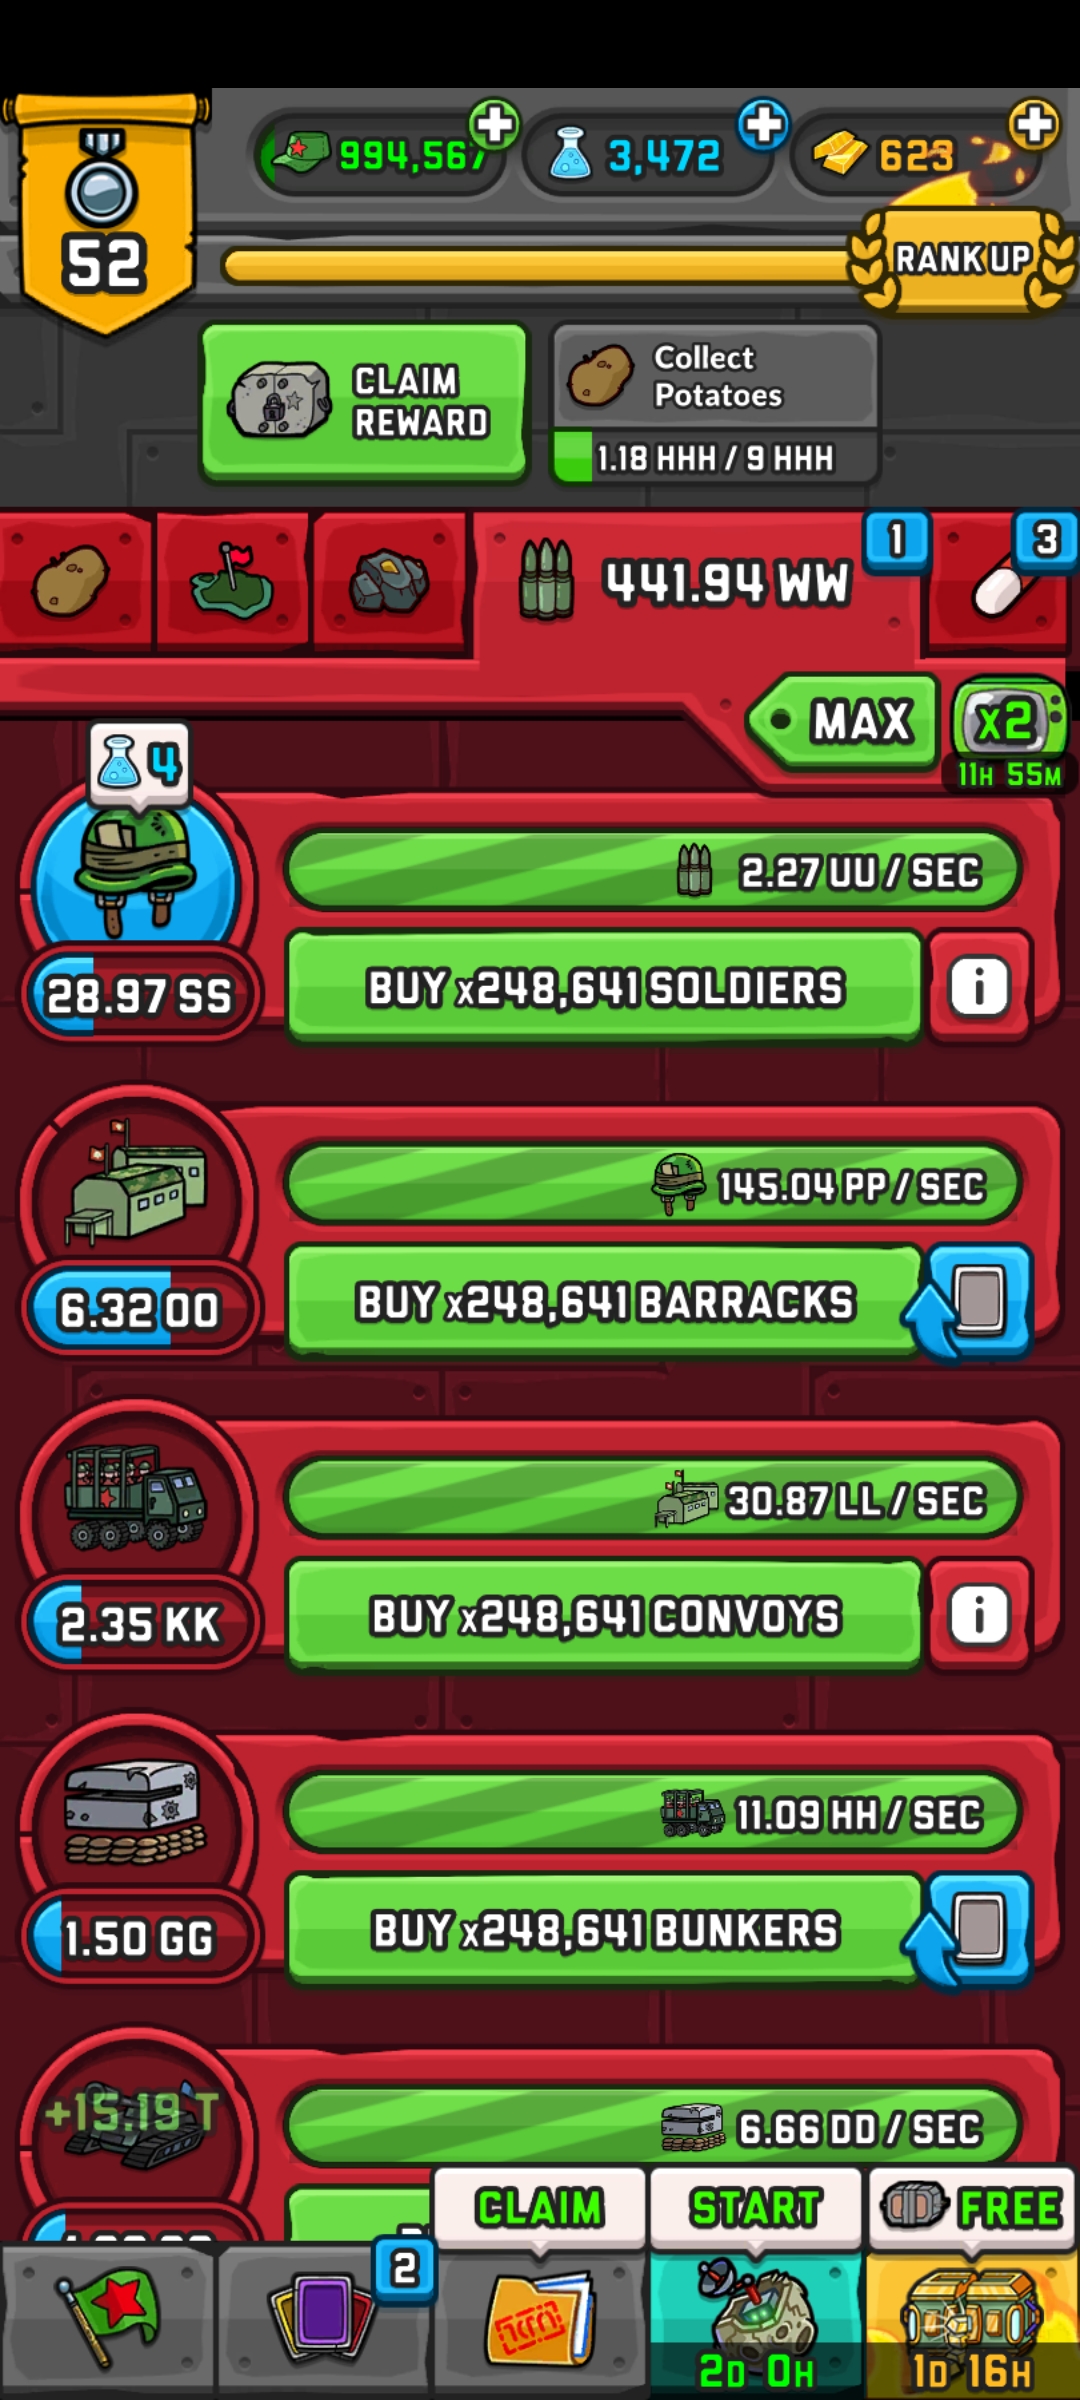 994,567
3,472
623
52
RANK UP
CLAIM
REWARD
Collect
Potatoes
1.18 HHH / 9 HHH
441.94 WW
1
3
MAX
x2
11H 55M
4
2.27 UU / SEC
28.97 SS
BUY x248,641 SOLDIERS
i
145.04 PP / SEC
6.32 OO
BUY x248,641 BARRACKS
30.87 LL / SEC
2.35 KK
BUY x248,641 CONVOYS
i
11.09 HH / SEC
1.50 GG
BUY x248,641 BUNKERS
+15.19 T
6.66 DD / SEC
CLAIM
START
FREE
2
2D 0H
1D 16H